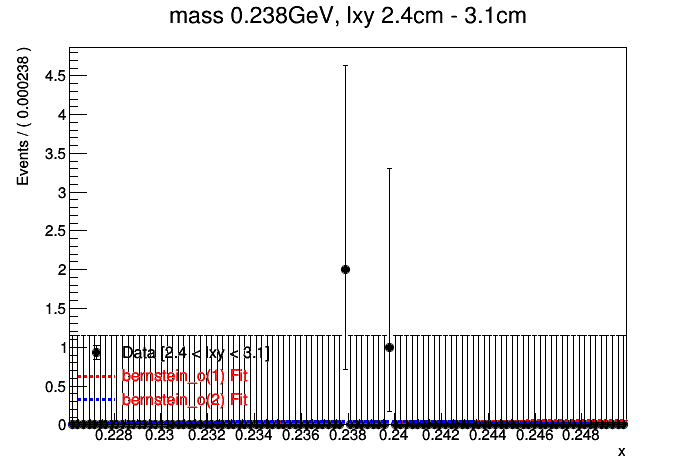 mass 0.238GeV, lxy 2.4cm - 3.1cm
Events / ( 0.000238 )
4.5
4
3.5
3
2.5
2
1.5
1
0.5
0
Data [2.4 < lxy < 3.1]
bernstein_o(1) Fit
bernstein_o(2) Fit
0.228 0.23 0.232 0.234 0.236 0.238 0.24 0.242 0.244 0.246 0.248
x